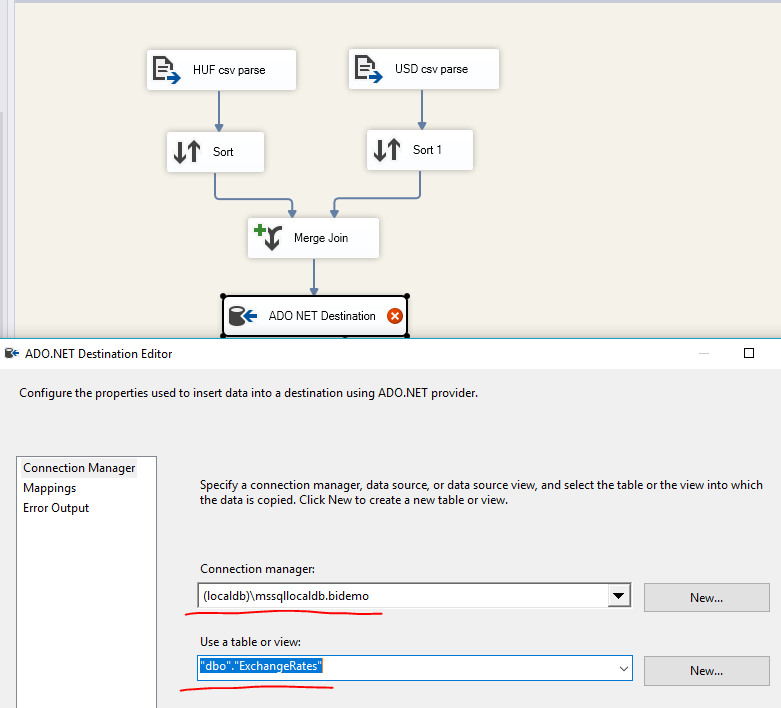 HUF csv parse
USD csv parse
Sort
Sort 1
Merge Join
ADO NET Destination
ADO.NET Destination Editor
Configure the properties used to insert data into a destination using ADO.NET provider.
Connection Manager
Mappings
Error Output
Specify a connection manager, data source, or data source view, and select the table or the view into which
the data is copied. Click New to create a new table or view.
Connection manager:
(localdb)\mssqllocaldb.bidemo
New...
Use a table or view:
"dbo"."ExchangeRates"
New...